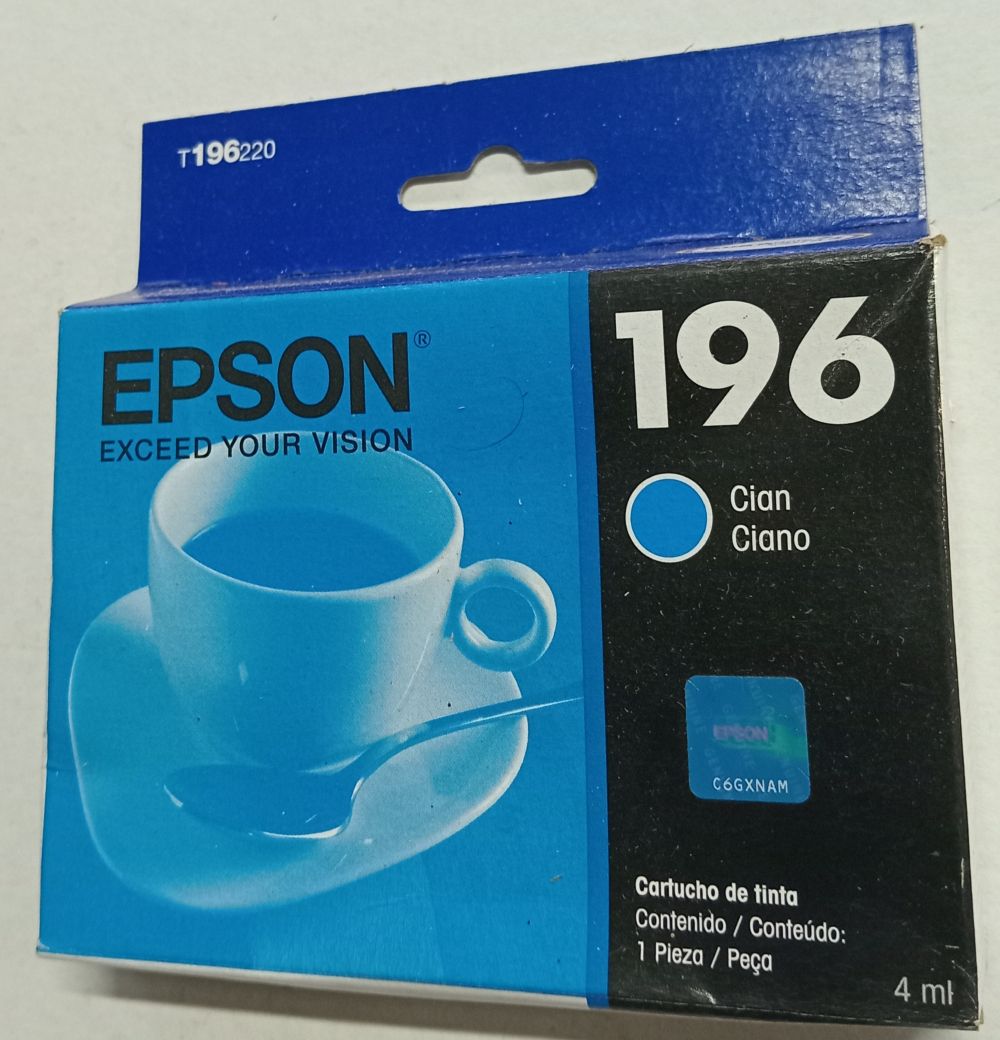 T196220
EPSON®
EXCEED YOUR VISION
196
Cian
Ciano
EPSON
C6GXNAM
Cartucho de tinta
Contenido / Conteúdo:
1 Pieza / Peça
4 ml